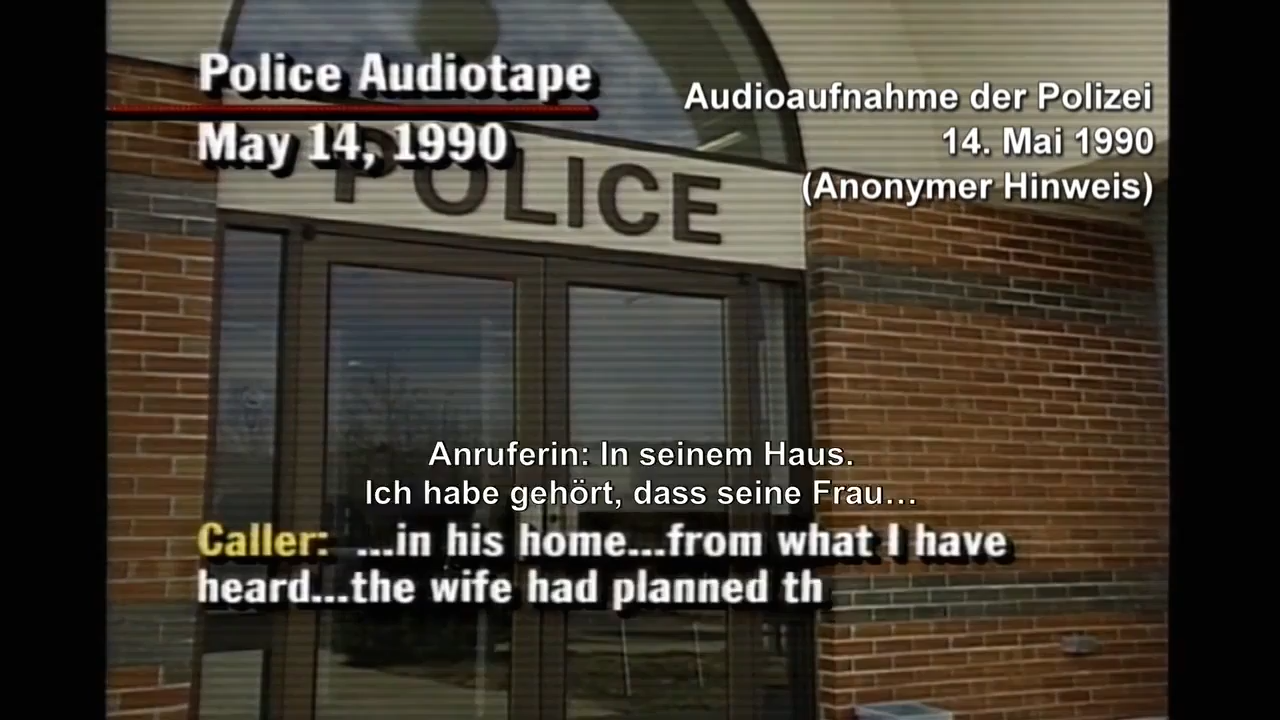 Police Audiotape
May 14, 1990
Audioaufnahme der Polizei
14. Mai 1990
(Anonymer Hinweis)
POLICE
Anruferin: In seinem Haus.
Ich habe gehört, dass seine Frau…
Caller: ...in his home...from what I have
heard...the wife had planned th